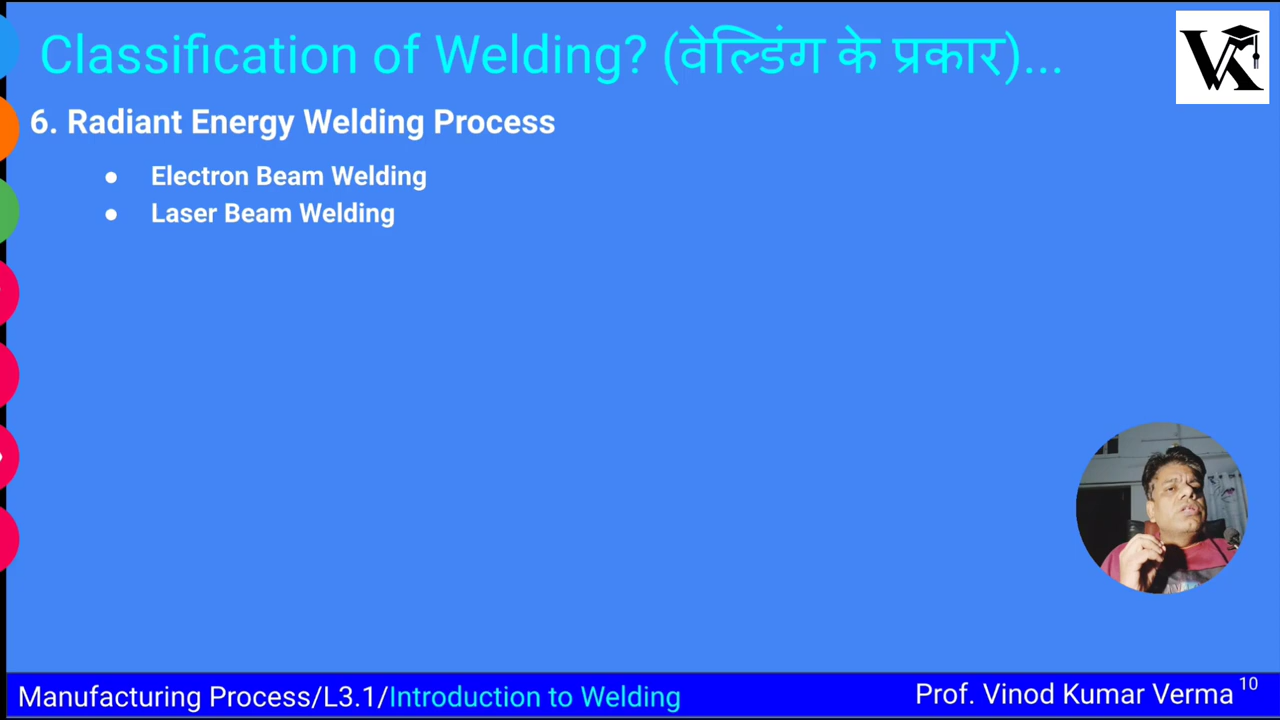 Classification of Welding? (वेल्डिंग के प्रकार)...
6. Radiant Energy Welding Process
● Electron Beam Welding
● Laser Beam Welding
Manufacturing Process/L3.1/Introduction to Welding
Prof. Vinod Kumar Verma 10